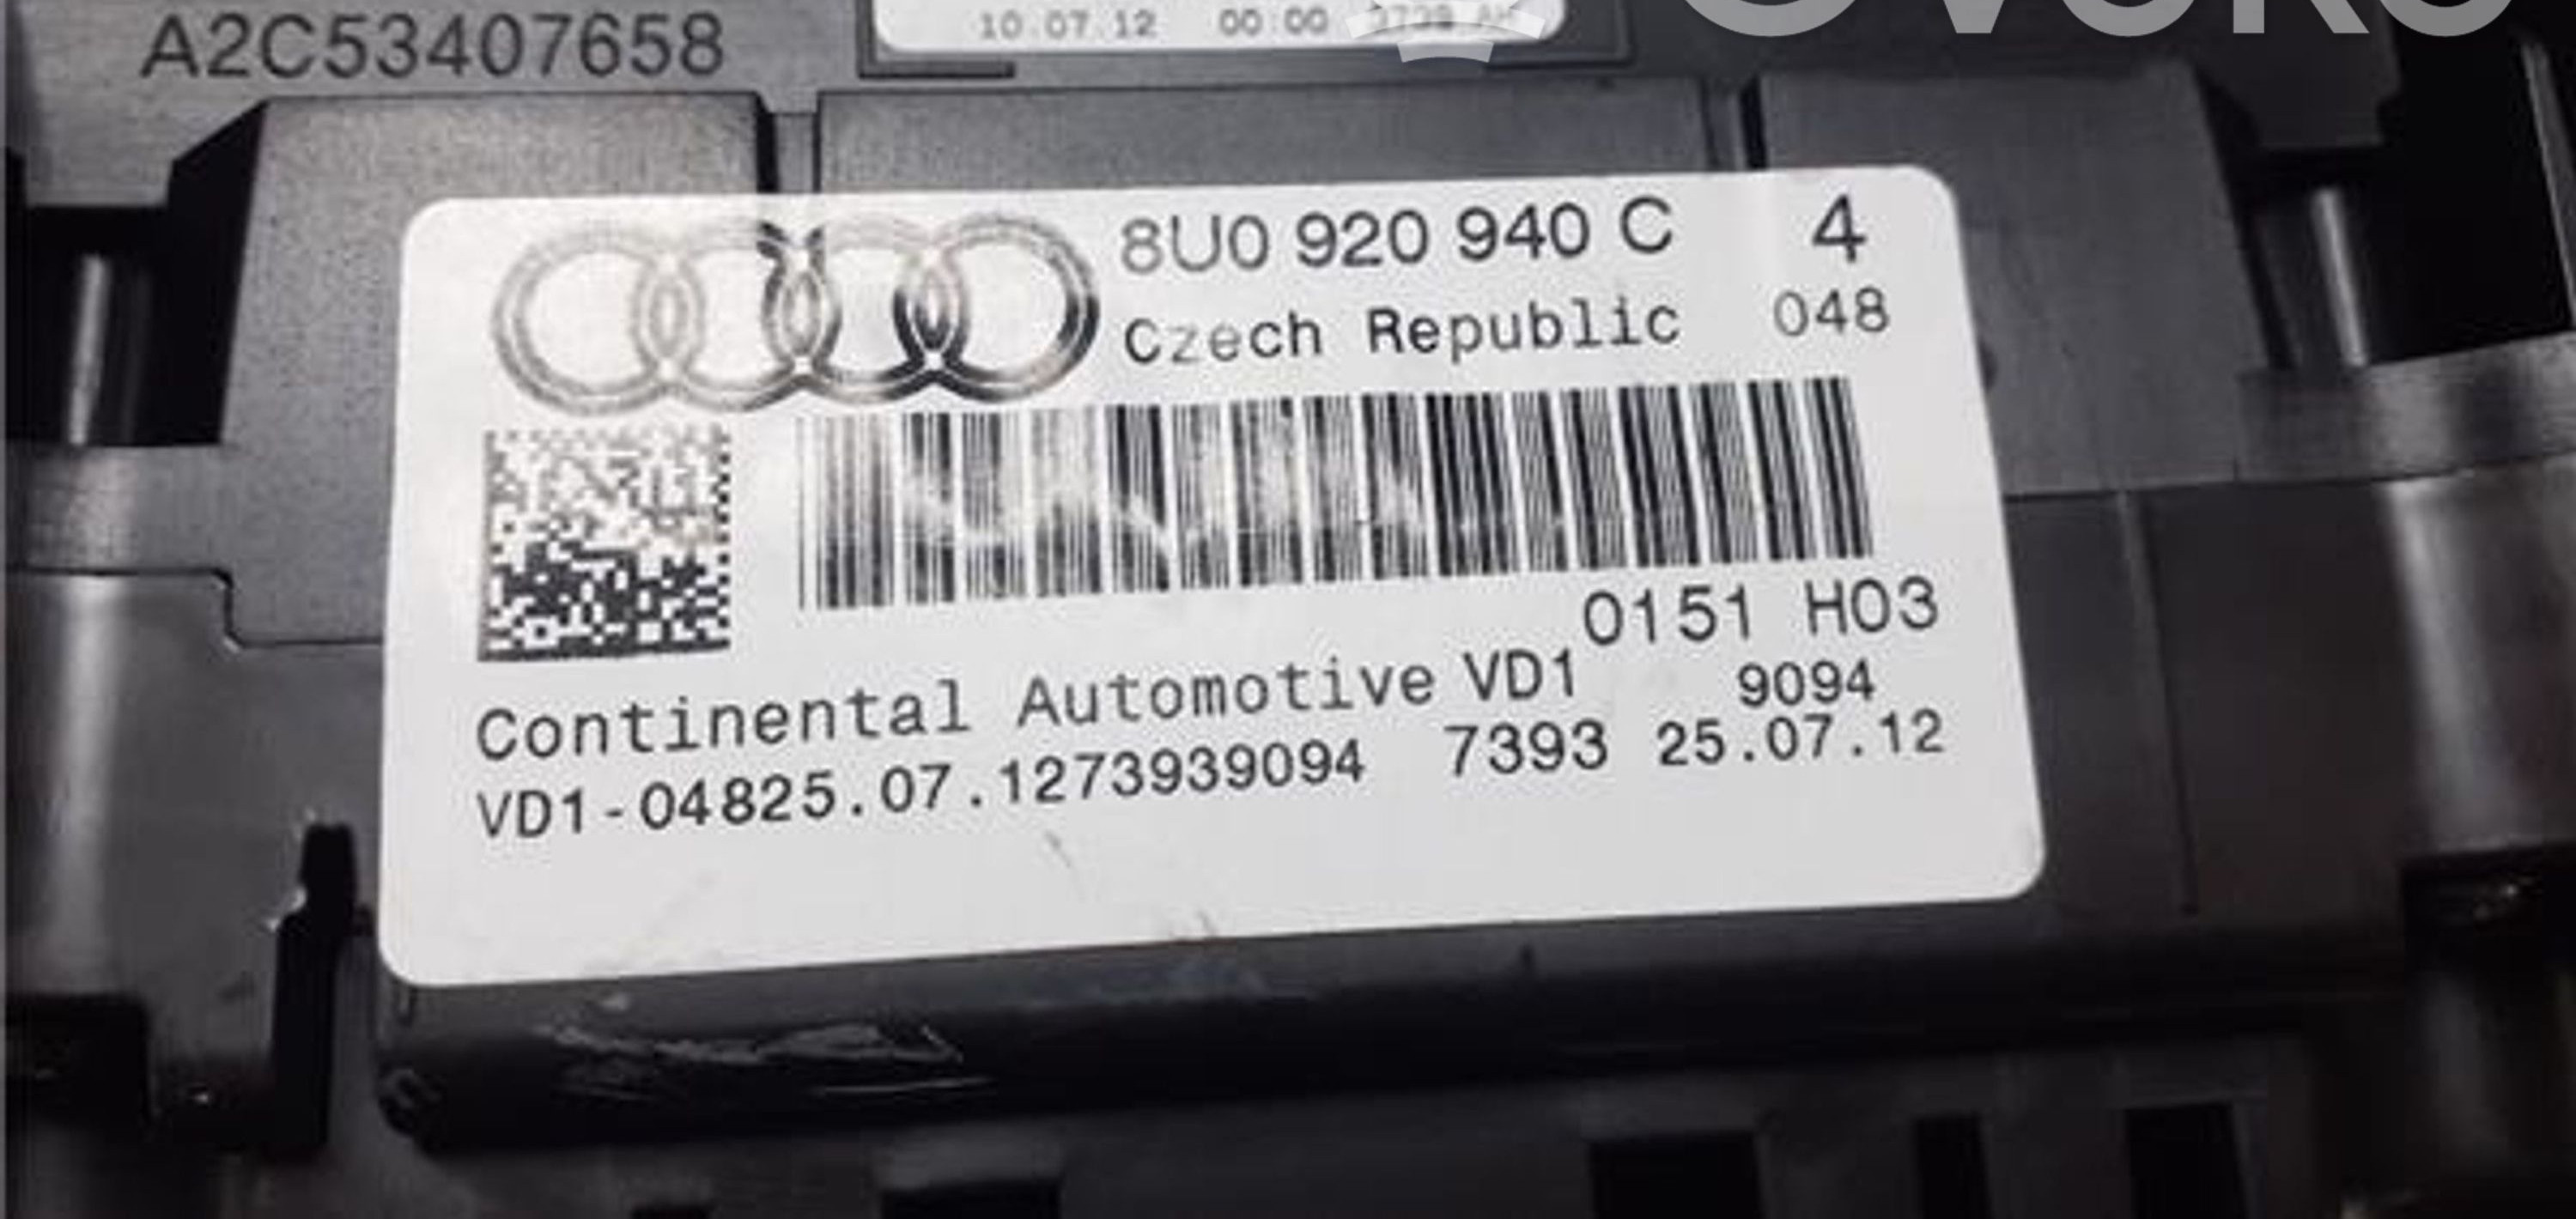 A2C53407658
10.07.12 00:00
8U0 920 940 C 4
Czech Republic 048
0151 H03
Continental Automotive VD1 9094
VD1-04825.07.1273939094 7393 25.07.12